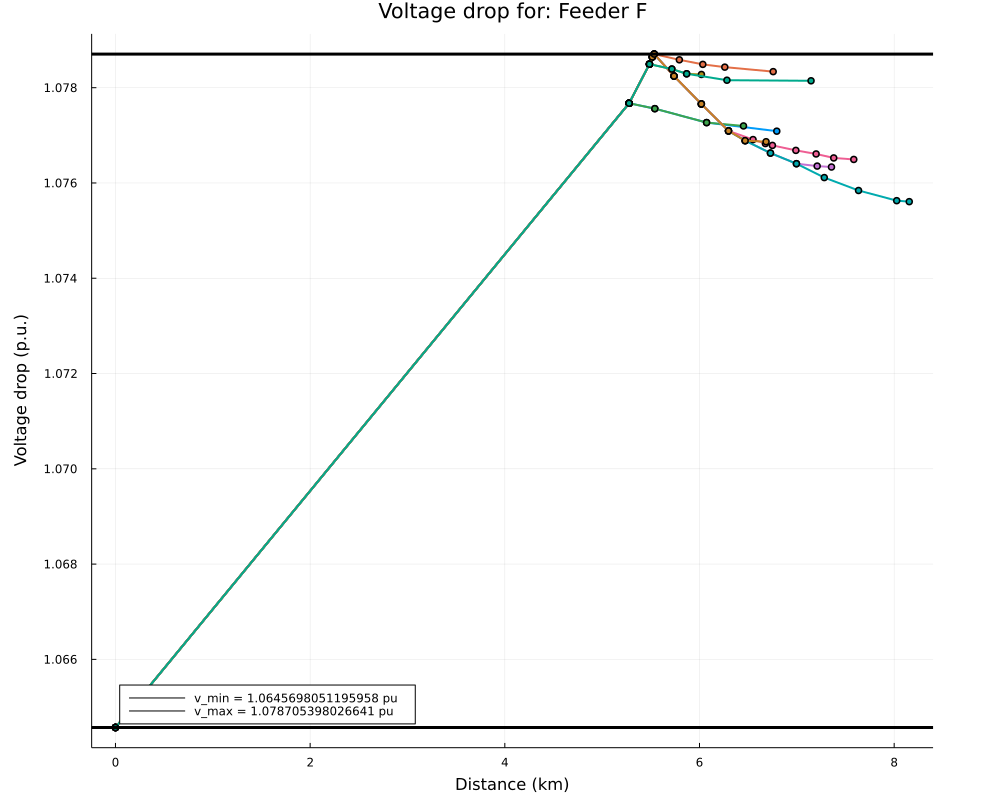 Voltage drop for: Feeder F
Voltage drop (p.u.)
1.078
1.076
1.074
1.072
1.070
1.068
1.066
v_min = 1.0645698051195958 pu
v_max = 1.078705398026641 pu
0 2 4 6 8
Distance (km)